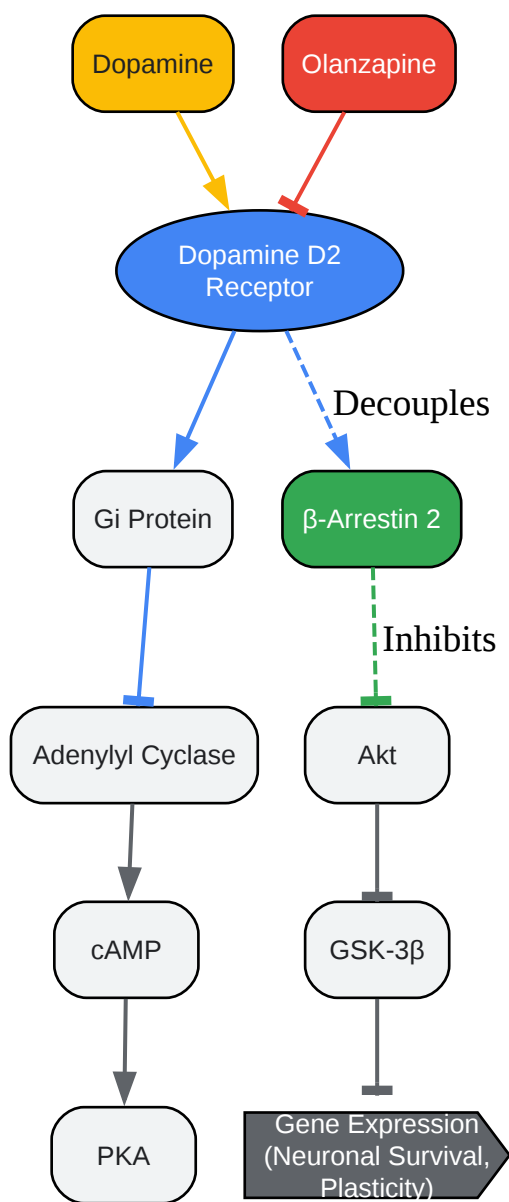 Dopamine
Olanzapine
Dopamine D2
Receptor
Decouples
Gi Protein
β-Arrestin 2
Inhibits
Adenylyl Cyclase
Akt
cAMP
GSK-3β
PKA
Gene Expression
(Neuronal Survival,
Plasticity)